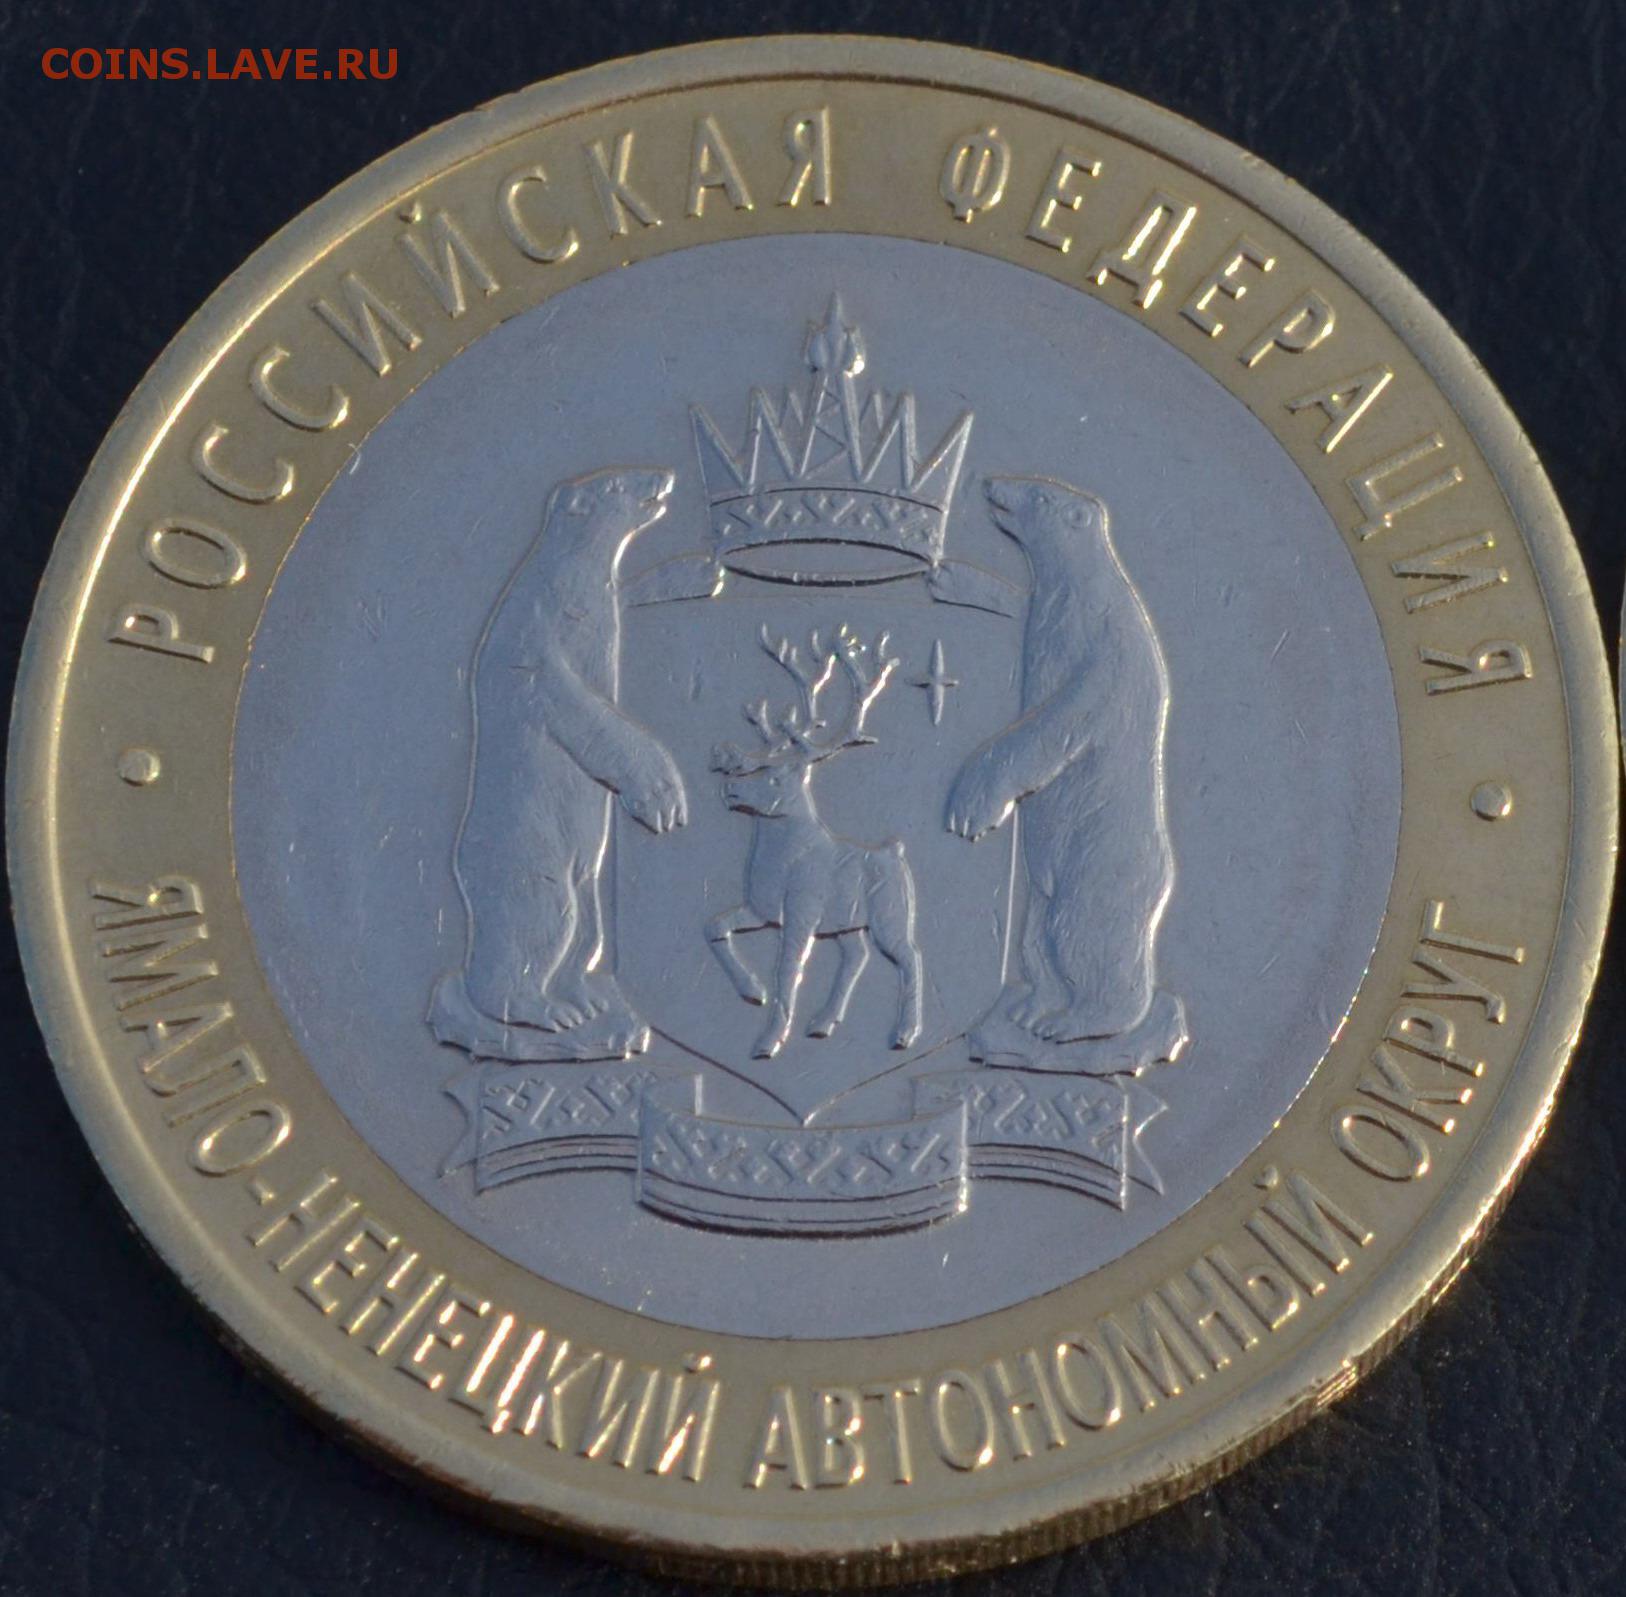 COINS.LAVE.RU
РОССИЙСКАЯ ФЕДЕРАЦИЯ
ЯМАЛО-НЕНЕЦКИЙ АВТОНОМНЫЙ ОКРУГ